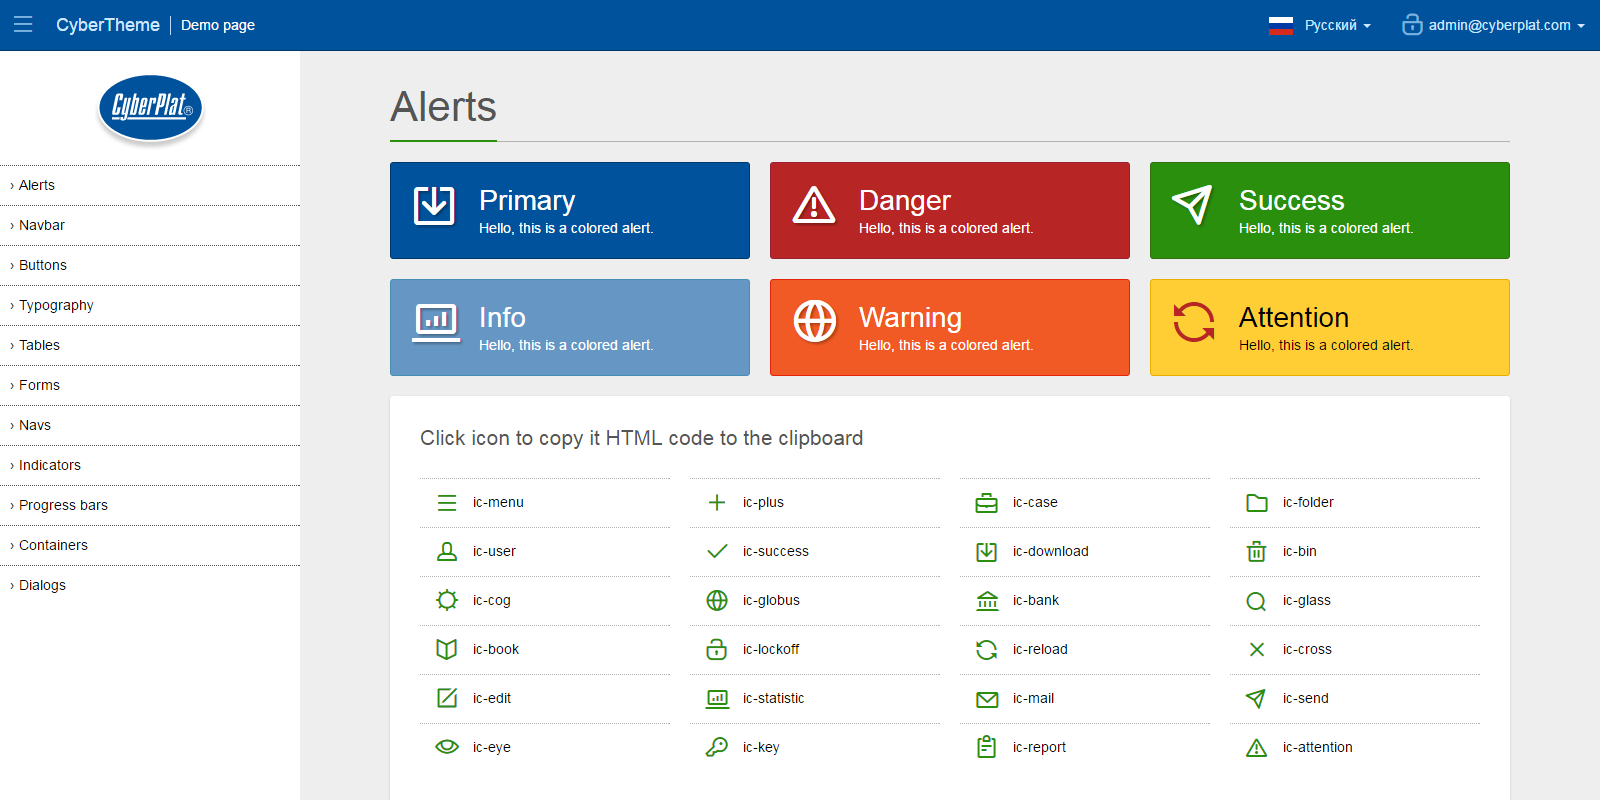 CyberTheme Demo page Русский admin@cyberplat.com
CyberPlat®
› Alerts
› Navbar
› Buttons
› Typography
› Tables
› Forms
› Navs
› Indicators
› Progress bars
› Containers
› Dialogs
Alerts
Primary
Hello, this is a colored alert.
Danger
Hello, this is a colored alert.
Success
Hello, this is a colored alert.
Info
Hello, this is a colored alert.
Warning
Hello, this is a colored alert.
Attention
Hello, this is a colored alert.
Click icon to copy it HTML code to the clipboard
ic-menu ic-plus ic-case ic-folder
ic-user ic-success ic-download ic-bin
ic-cog ic-globus ic-bank ic-glass
ic-book ic-lockoff ic-reload ic-cross
ic-edit ic-statistic ic-mail ic-send
ic-eye ic-key ic-report ic-attention